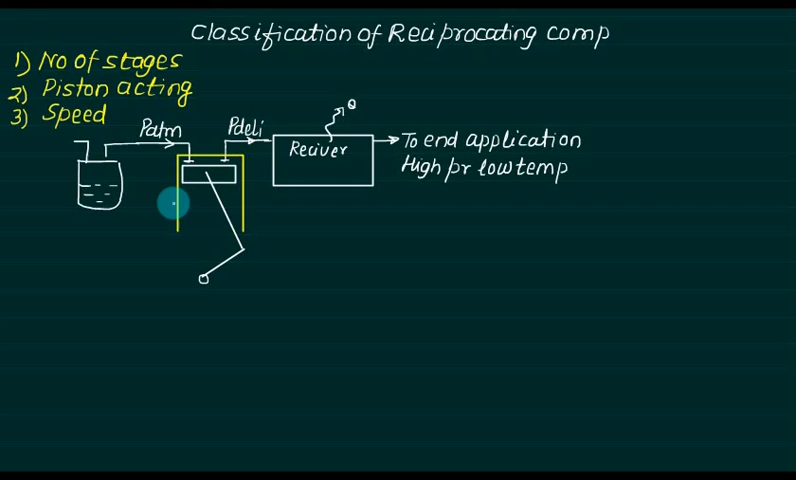 Classification of Reciprocating comp
1) No of stages
2) Piston acting
3) Speed
Patm
Pdeli
Q
Reciver
To end application
High pr low temp